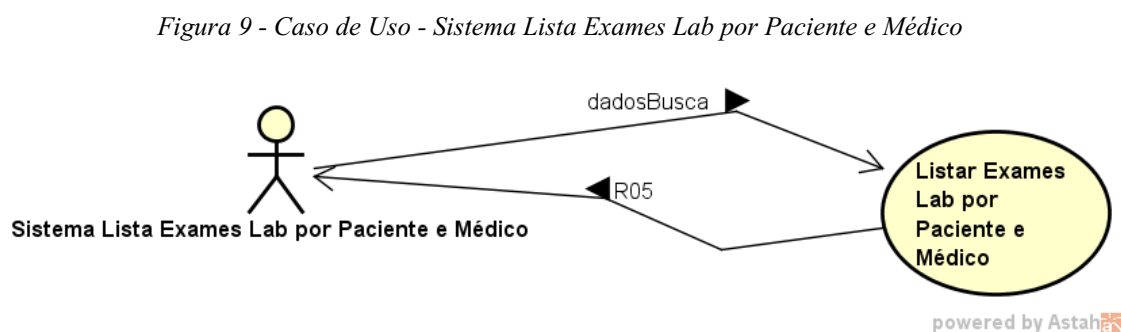 Figura 9 - Caso de Uso - Sistema Lista Exames Lab por Paciente e Médico
dadosBusca
R05
Sistema Lista Exames Lab por Paciente e Médico
Listar Exames
Lab por
Paciente e
Médico
powered by Astah